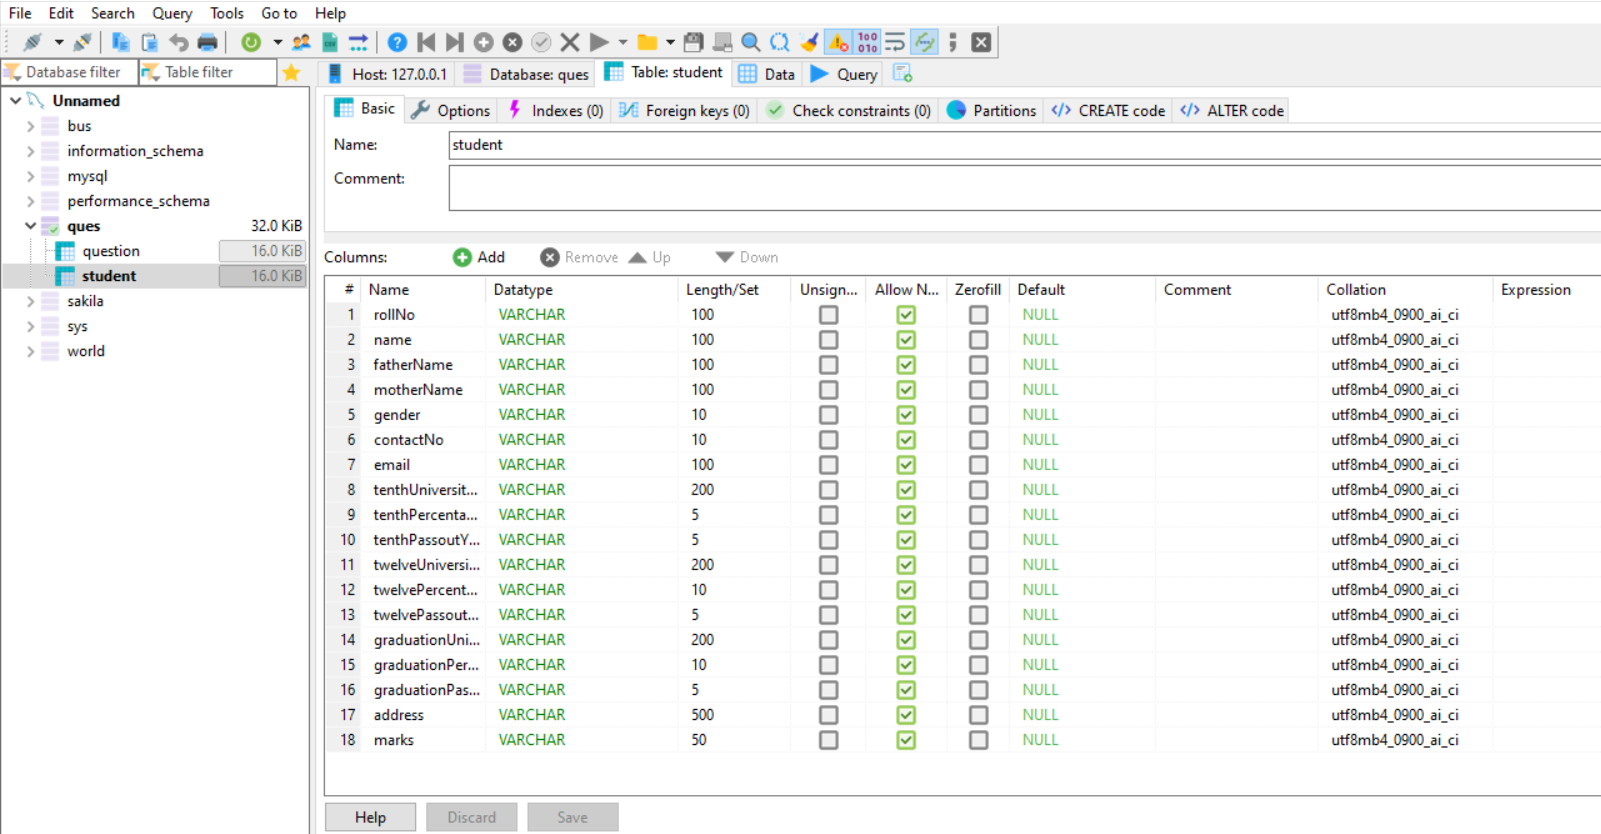 File Edit Search Query Tools Go to Help
Database filter Table filter
Host: 127.0.0.1 Database: ques Table: student Data Query
Unnamed
bus
information_schema
mysql
performance_schema
ques 32.0 KiB
question 16.0 KiB
student 16.0 KiB
sakila
sys
world
Basic Options Indexes (0) Foreign keys (0) Check constraints (0) Partitions CREATE code ALTER code
Name: student
Comment:
Columns: Add Remove Up Down
# Name Datatype Length/Set Unsign... Allow N... Zerofill Default Comment Collation Expression
1 rollNo VARCHAR 100 NULL utf8mb4_0900_ai_ci
2 name VARCHAR 100 NULL utf8mb4_0900_ai_ci
3 fatherName VARCHAR 100 NULL utf8mb4_0900_ai_ci
4 motherName VARCHAR 100 NULL utf8mb4_0900_ai_ci
5 gender VARCHAR 10 NULL utf8mb4_0900_ai_ci
6 contactNo VARCHAR 10 NULL utf8mb4_0900_ai_ci
7 email VARCHAR 100 NULL utf8mb4_0900_ai_ci
8 tenthUniversit... VARCHAR 200 NULL utf8mb4_0900_ai_ci
9 tenthPercenta... VARCHAR 5 NULL utf8mb4_0900_ai_ci
10 tenthPassoutY... VARCHAR 5 NULL utf8mb4_0900_ai_ci
11 twelveUniversi... VARCHAR 200 NULL utf8mb4_0900_ai_ci
12 twelvePercent... VARCHAR 10 NULL utf8mb4_0900_ai_ci
13 twelvePassout... VARCHAR 5 NULL utf8mb4_0900_ai_ci
14 graduationUni... VARCHAR 200 NULL utf8mb4_0900_ai_ci
15 graduationPer... VARCHAR 10 NULL utf8mb4_0900_ai_ci
16 graduationPas... VARCHAR 5 NULL utf8mb4_0900_ai_ci
17 address VARCHAR 500 NULL utf8mb4_0900_ai_ci
18 marks VARCHAR 50 NULL utf8mb4_0900_ai_ci
Help Discard Save